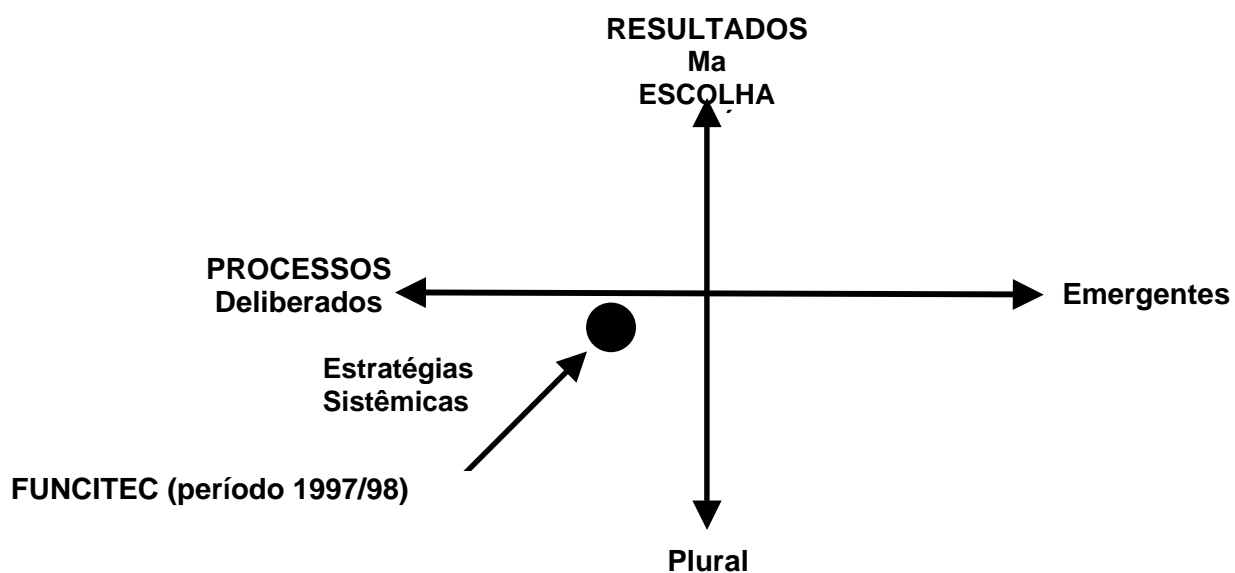 RESULTADOS
Ma
ESCOLHA
PROCESSOS
Deliberados
Emergentes
Estratégias
Sistêmicas
FUNCITEC (período 1997/98)
Plural